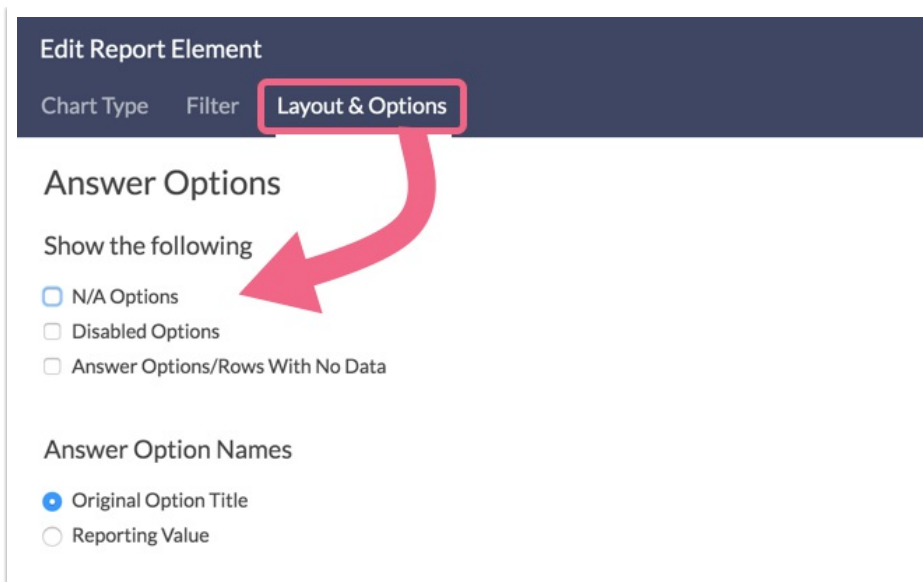 Edit Report Element
Chart Type Filter Layout & Options
Answer Options
Show the following
N/A Options
Disabled Options
Answer Options/Rows With No Data
Answer Option Names
Original Option Title
Reporting Value